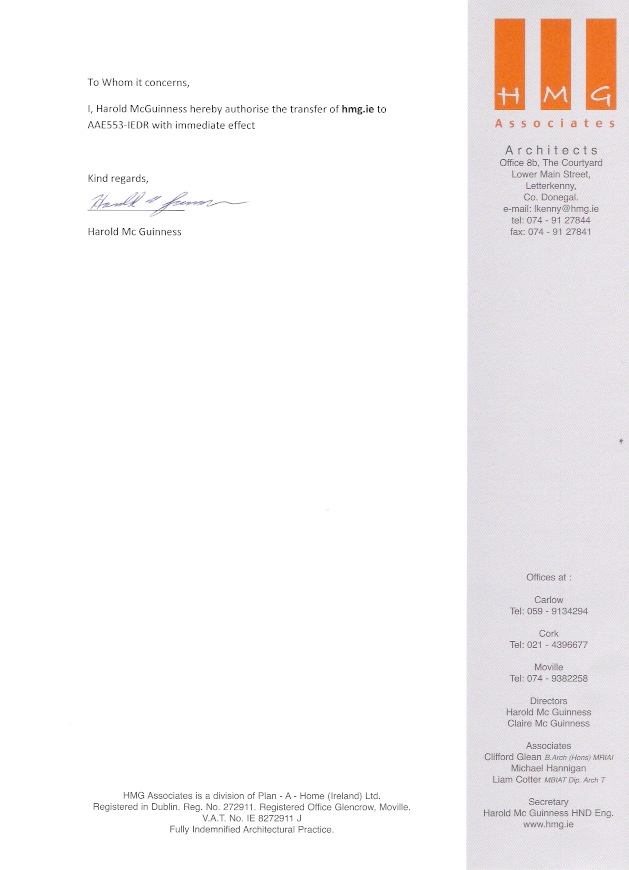 To Whom it concerns,
I, Harold McGuinness hereby authorise the transfer of hmg.ie to
AAE553-IEDR with immediate effect
Kind regards,
Harold Mc Guinness
HMG Associates is a division of Plan - A - Home (Ireland) Ltd.
Registered in Dublin. Reg. No. 272911. Registered Office Glencrow, Moville.
V.A.T. No. IE 8272911 J
Fully Indemnified Architectural Practice.
H M G
Associates
Architects
Office 8b, The Courtyard
Lower Main Street,
Letterkenny,
Co. Donegal.
e-mail: lkenny@hmg.ie
tel: 074 - 91 27844
fax: 074 - 91 27841
Offices at :
Carlow
Tel: 059 - 9134294
Cork
Tel: 021 - 4396677
Moville
Tel: 074 - 9382258
Directors
Harold Mc Guinness
Claire Mc Guinness
Associates
Clifford Glean B.Arch (Hons) MRIAI
Michael Hannigan
Liam Cotter MBIAT Dip. Arch T
Secretary
Harold Mc Guinness HND Eng.
www.hmg.ie